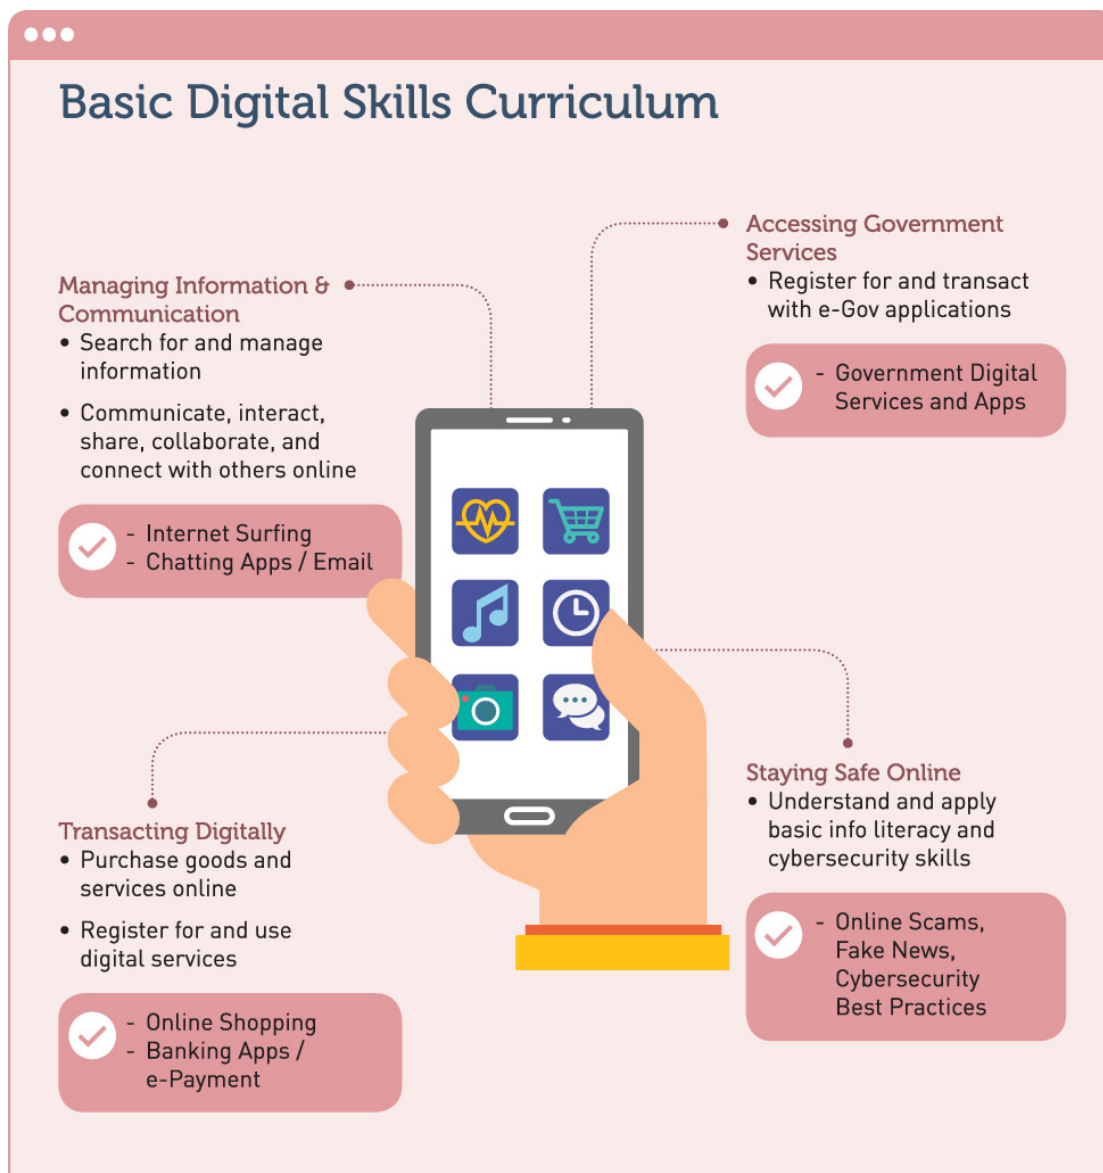 Basic Digital Skills Curriculum
Managing Information &
Communication
• Search for and manage
information
• Communicate, interact,
share, collaborate, and
connect with others online
- Internet Surfing
- Chatting Apps / Email
Accessing Government
Services
• Register for and transact
with e-Gov applications
- Government Digital
Services and Apps
Transacting Digitally
• Purchase goods and
services online
• Register for and use
digital services
- Online Shopping
- Banking Apps /
e-Payment
Staying Safe Online
• Understand and apply
basic info literacy and
cybersecurity skills
- Online Scams,
Fake News,
Cybersecurity
Best Practices